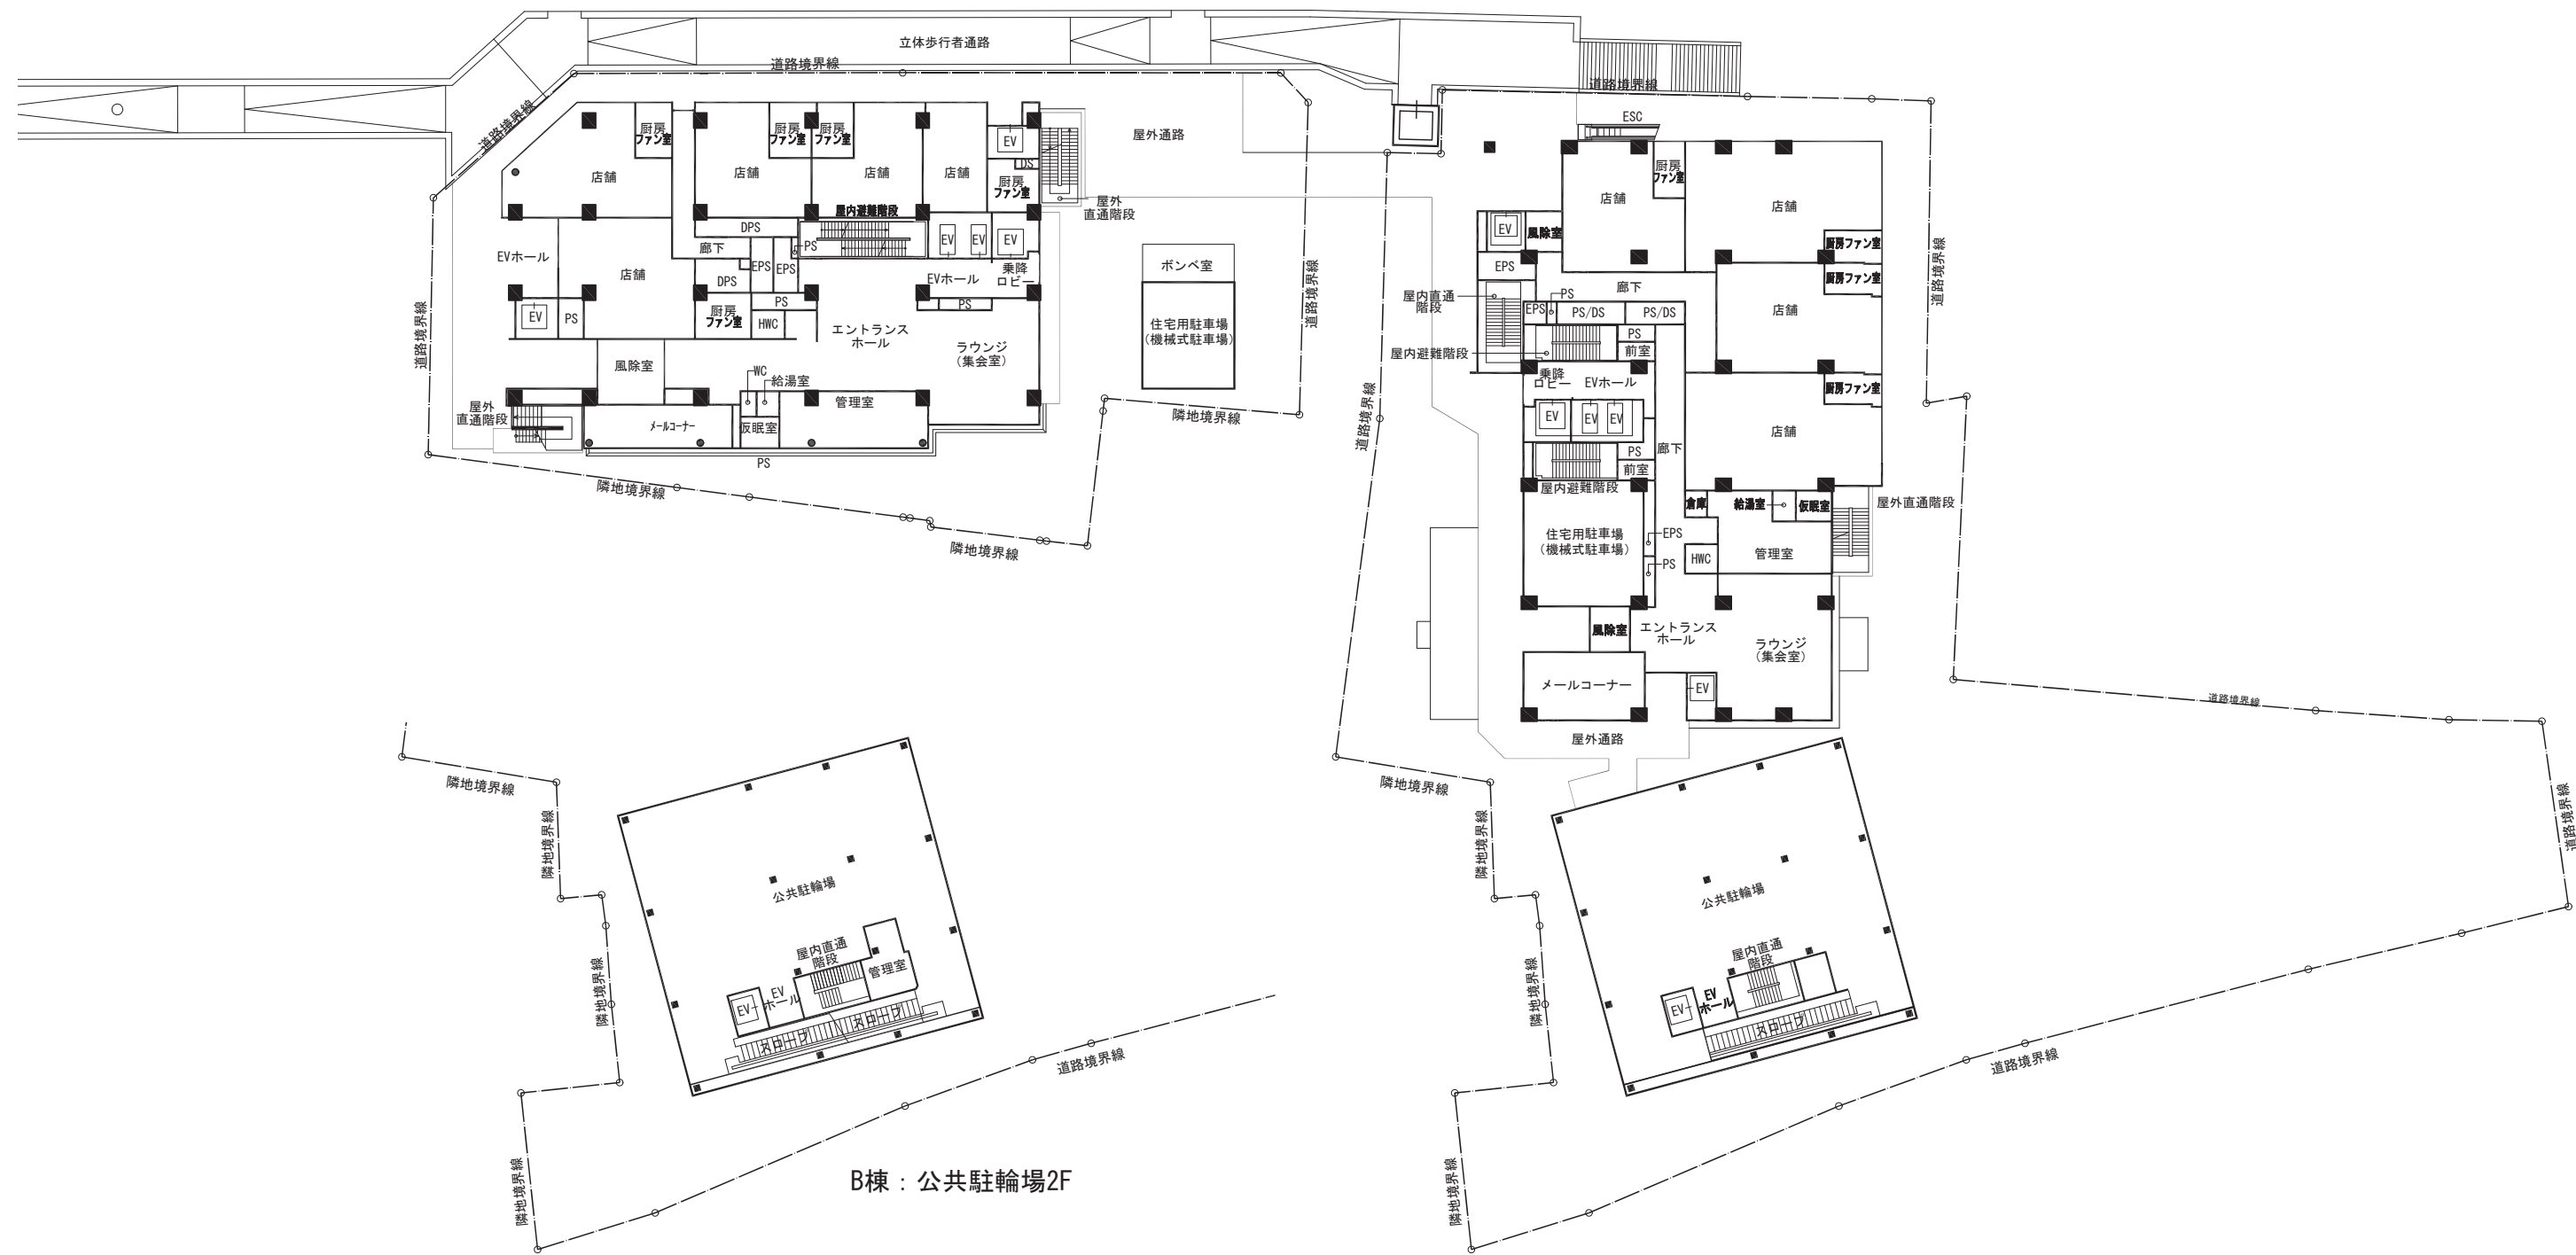 立体歩行者通路
道路境界線
道路境界線
道路境界線
ESC
厨房
ファン室
厨房
ファン室
厨房
ファン室
EV
屋外通路
店舗
店舗
店舗
店舗
DS
厨房
ファン室
屋外
直通階段
屋内避難階段
DPS
廊下
PS
EV
EV
EV
EVホール
店舗
EPS
EPS
DPS
EVホール
乗降
ロビー
ボンベ室
道路境界線
道路境界線
EV
PS
厨房
ファン室
PS
HWC
PS
エントランス
ホール
ラウンジ
(集会室)
住宅用駐車場
(機械式駐車場)
風除室
WC
給湯室
管理室
屋外
直通階段
メールコーナー
仮眠室
PS
隣地境界線
隣地境界線
隣地境界線
道路境界線
店舗
厨房
ファン室
店舗
EV
風除室
厨房ファン室
厨房ファン室
道路境界線
EPS
廊下
屋内直通
階段
PS
EPS
PS/DS
PS/DS
店舗
PS
前室
屋内避難階段
乗降
ロビー
EVホール
厨房ファン室
EV
EV
EV
店舗
廊下
PS
前室
屋内避難階段
倉庫
給湯室
仮眠室
屋外直通階段
住宅用駐車場
(機械式駐車場)
EPS
PS
HWC
管理室
風除室
エントランス
ホール
ラウンジ
(集会室)
メールコーナー
EV
屋外通路
道路境界線
道路境界線
隣地境界線
隣地境界線
隣地境界線
隣地境界線
公共駐輪場
屋内直通
階段
管理室
EV
EV
ホール
スロープ
スロープ
道路境界線
B棟：公共駐輪場2F
隣地境界線
隣地境界線
隣地境界線
隣地境界線
公共駐輪場
屋内直通
階段
EV
EV
ホール
スロープ
道路境界線